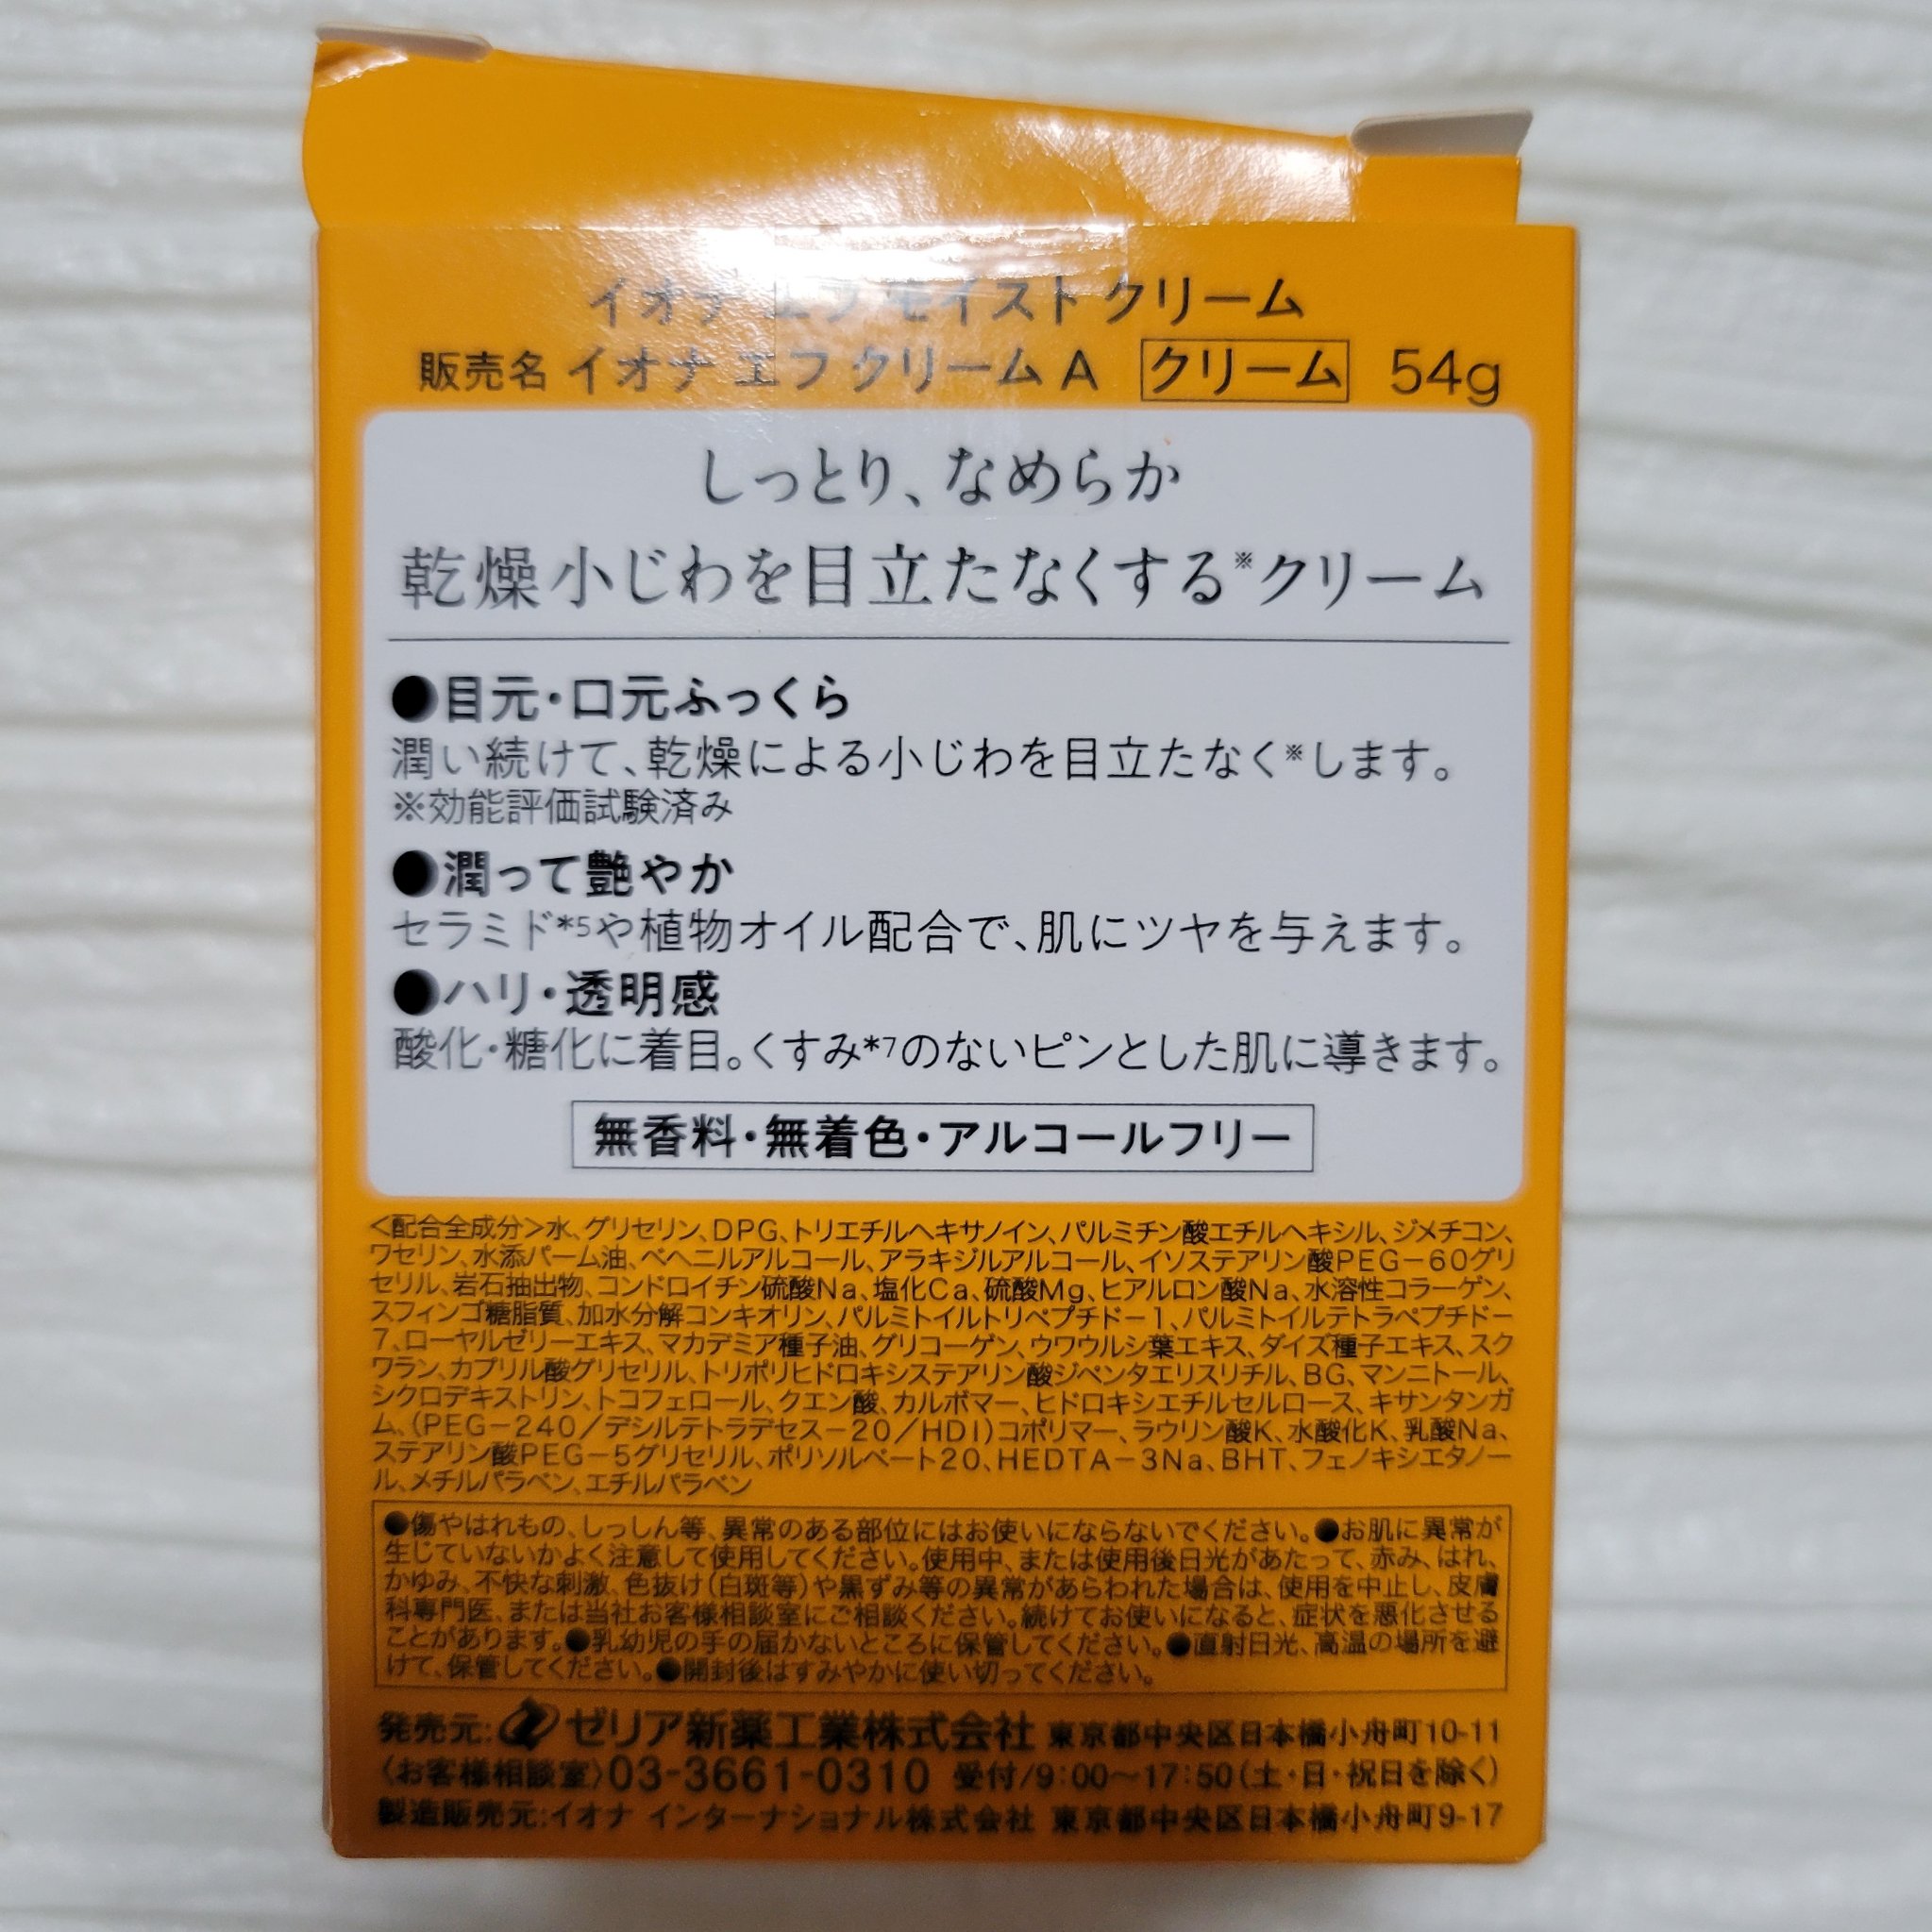 イオナ エフ モイスト クリーム
販売名 イオナ エフ クリーム A クリーム 54g
しっとり、なめらか
乾燥小じわを目立たなくする※クリーム
●目元・口元ふっくら
潤い続けて、乾燥による小じわを目立たなく※します。
※効能評価試験済み
●潤って艶やか
セラミド*5や植物オイル配合で、肌にツヤを与えます。
●ハリ・透明感
酸化・糖化に着目。くすみ*7のないピンとした肌に導きます。
無香料・無着色・アルコールフリー
<配合全成分>水、グリセリン、DPG、トリエチルヘキサノイン、パルミチン酸エチルヘキシル、ジメチコン、
ワセリン、水添パーム油、ベヘニルアルコール、アラキジルアルコール、イソステアリン酸PEG-60グリ
セリル、岩石抽出物、コンドロイチン硫酸Na、塩化Ca、硫酸Mg、ヒアルロン酸Na、水溶性コラーゲン、
スフィンゴ糖脂質、加水分解コンキオリン、パルミトイルトリペプチド-1、パルミトイルテトラペプチド-
7、ローヤルゼリーエキス、マカデミア種子油、グリコーゲン、ウワウルシ葉エキス、ダイズ種子エキス、スク
ワラン、カプリル酸グリセリル、トリポリヒドロキシステアリン酸ジペンタエリスリチル、BG、マンニトール、
シクロデキストリン、トコフェロール、クエン酸、カルボマー、ヒドロキシエチルセルロース、キサンタンガ
ム、(PEG-240/デシルテトラデセス-20/HDI)コポリマー、ラウリン酸K、水酸化K、乳酸Na、
ステアリン酸PEG-5グリセリル、ポリソルベート20、HEDTA-3Na、BHT、フェノキシエタノー
ル、メチルパラベン、エチルパラベン
●傷やはれもの、しっしん等、異常のある部位にはお使いにならないでください。●お肌に異常が
生じていないかよく注意して使用してください。使用中、または使用後日光があたって、赤み、はれ、
かゆみ、不快な刺激、色抜け(白斑等)や黒ずみ等の異常があらわれた場合は、使用を中止し、皮膚
科専門医、または当社お客様相談室にご相談ください。続けてお使いになると、症状を悪化させる
ことがあります。●乳幼児の手の届かないところに保管してください。●直射日光、高温の場所を避
けて、保管してください。●開封後はすみやかに使い切ってください。
発売元:ゼリア新薬工業株式会社 東京都中央区日本橋小舟町10-11
〈お客様相談室〉03-3661-0310 受付/9:00〜17:50(土・日・祝日を除く)
製造販売元:イオナ インターナショナル株式会社 東京都中央区日本橋小舟町9-17